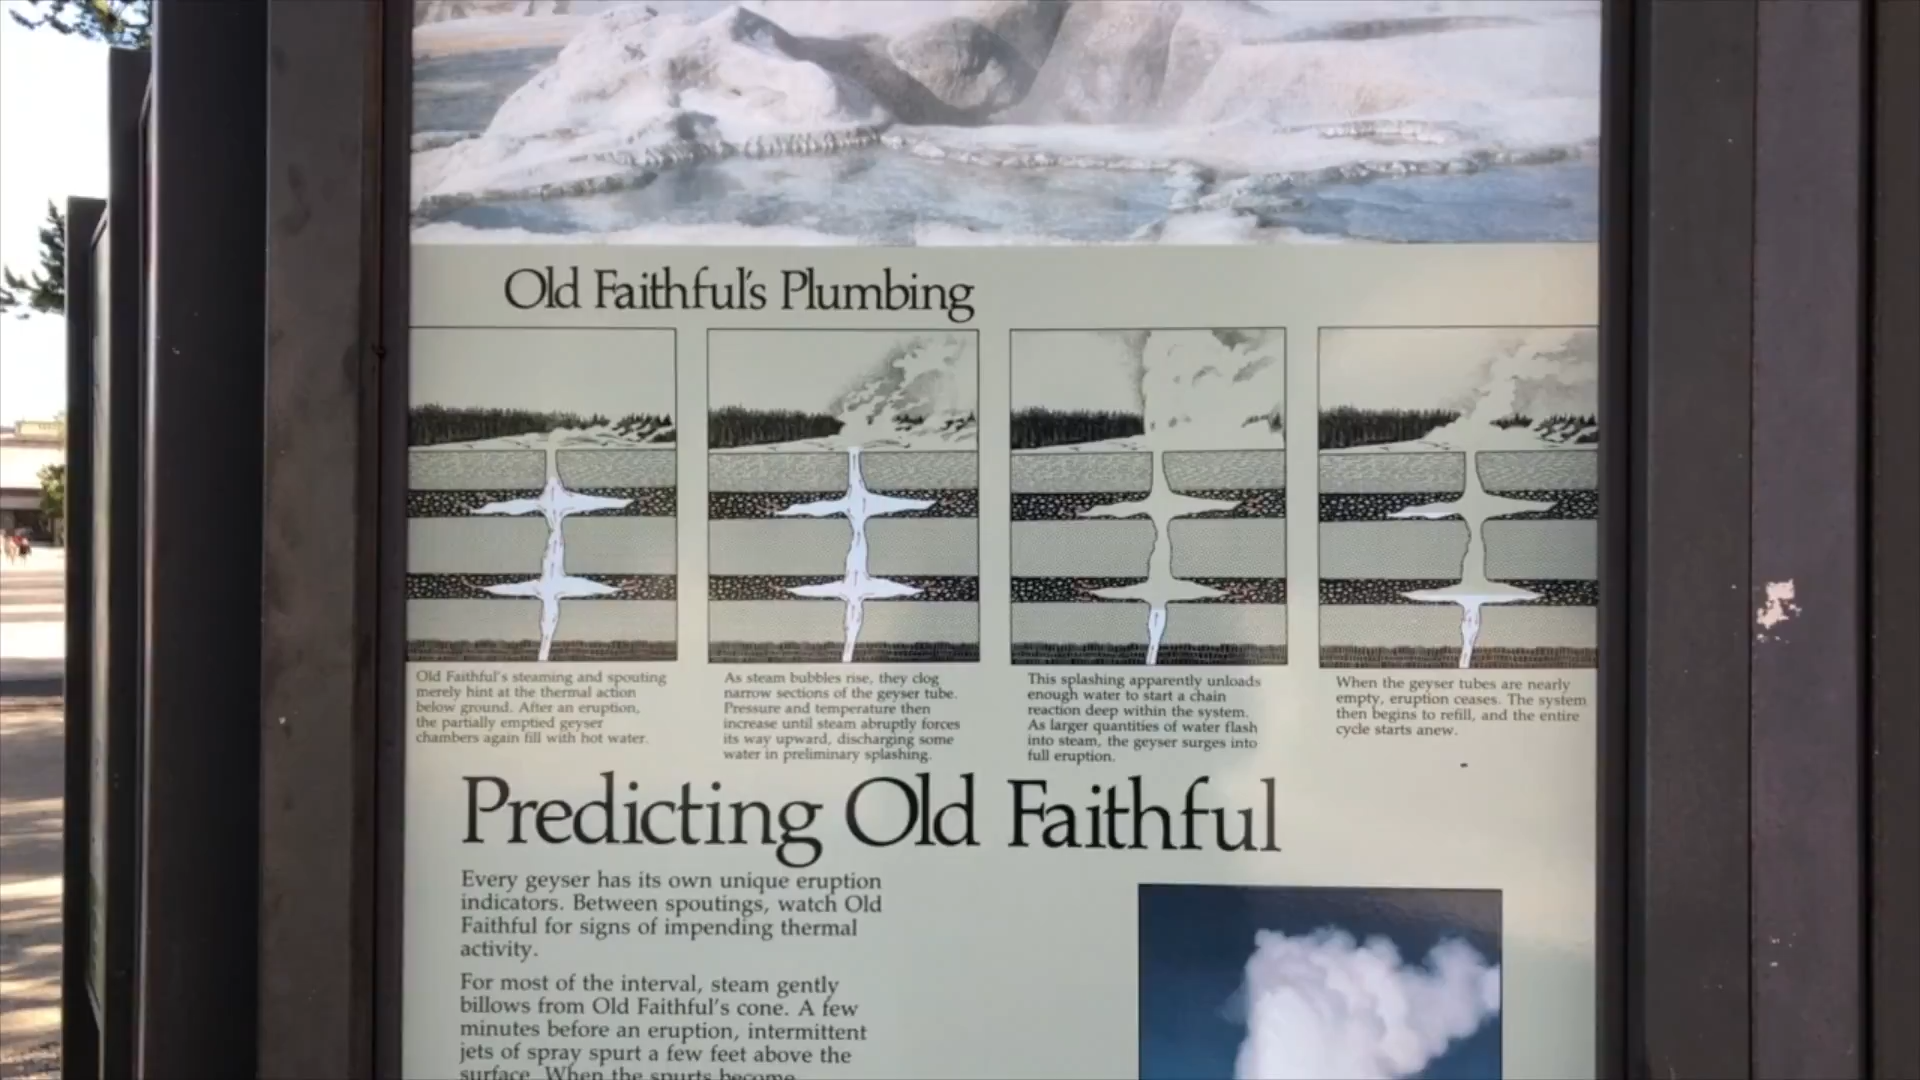 Old Faithful's Plumbing
Old Faithful's steaming and spouting
merely hint at the thermal action
below ground. After an eruption,
the partially emptied geyser
chambers again fill with hot water.
As steam bubbles rise, they clog
narrow sections of the geyser tube.
Pressure and temperature then
increase until steam abruptly forces
its way upward, discharging some
water in preliminary splashing.
This splashing apparently unloads
enough water to start a chain
reaction deep within the system.
As larger quantities of water flash
into steam, the geyser surges into
full eruption.
When the geyser tubes are nearly
empty, eruption ceases. The system
then begins to refill, and the entire
cycle starts anew.
Predicting Old Faithful
Every geyser has its own unique eruption
indicators. Between spoutings, watch Old
Faithful for signs of impending thermal
activity.
For most of the interval, steam gently
billows from Old Faithful's cone. A few
minutes before an eruption, intermittent
jets of spray spurt a few feet above the
surface. When the spurts become